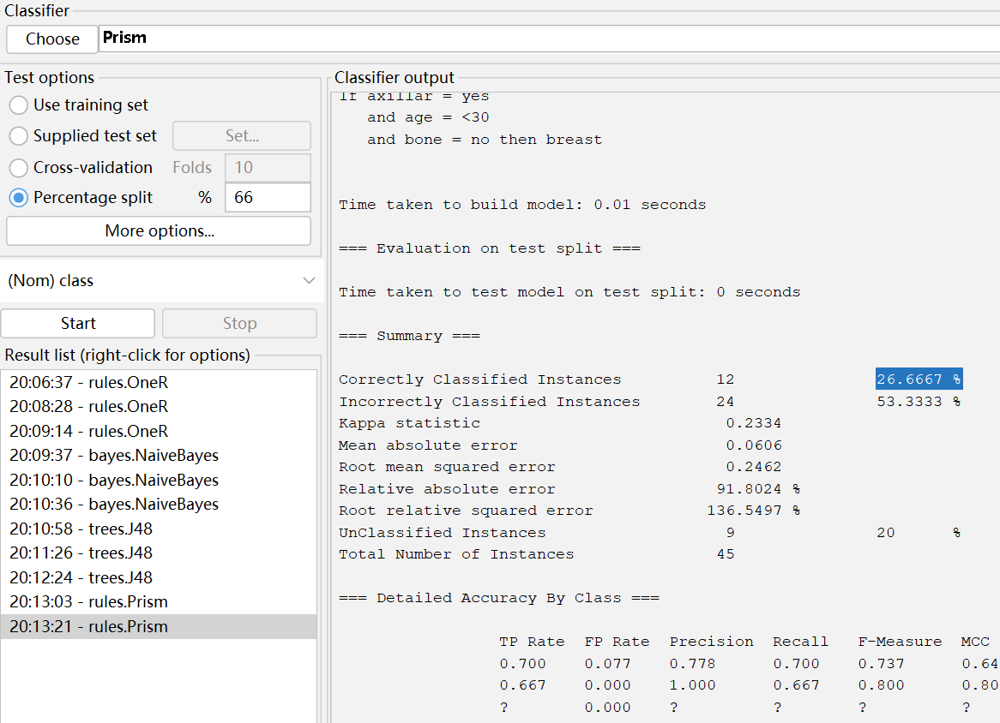 Classifier
Choose Prism
Test options
Use training set
Supplied test set Set...
Cross-validation Folds 10
Percentage split % 66
More options...
(Nom) class
Start Stop
Result list (right-click for options)
20:06:37 - rules.OneR
20:08:28 - rules.OneR
20:09:14 - rules.OneR
20:09:37 - bayes.NaiveBayes
20:10:10 - bayes.NaiveBayes
20:10:36 - bayes.NaiveBayes
20:10:58 - trees.J48
20:11:26 - trees.J48
20:12:24 - trees.J48
20:13:03 - rules.Prism
20:13:21 - rules.Prism
Classifier output
If axillar = yes
and age = <30
and bone = no then breast
Time taken to build model: 0.01 seconds
=== Evaluation on test split ===
Time taken to test model on test split: 0 seconds
=== Summary ===
Correctly Classified Instances 12 26.6667 %
Incorrectly Classified Instances 24 53.3333 %
Kappa statistic 0.2334
Mean absolute error 0.0606
Root mean squared error 0.2462
Relative absolute error 91.8024 %
Root relative squared error 136.5497 %
UnClassified Instances 9 20 %
Total Number of Instances 45
=== Detailed Accuracy By Class ===
TP Rate FP Rate Precision Recall F-Measure MCC
0.700 0.077 0.778 0.700 0.737 0.64
0.667 0.000 1.000 0.667 0.800 0.80
? 0.000 ? ? ? ?